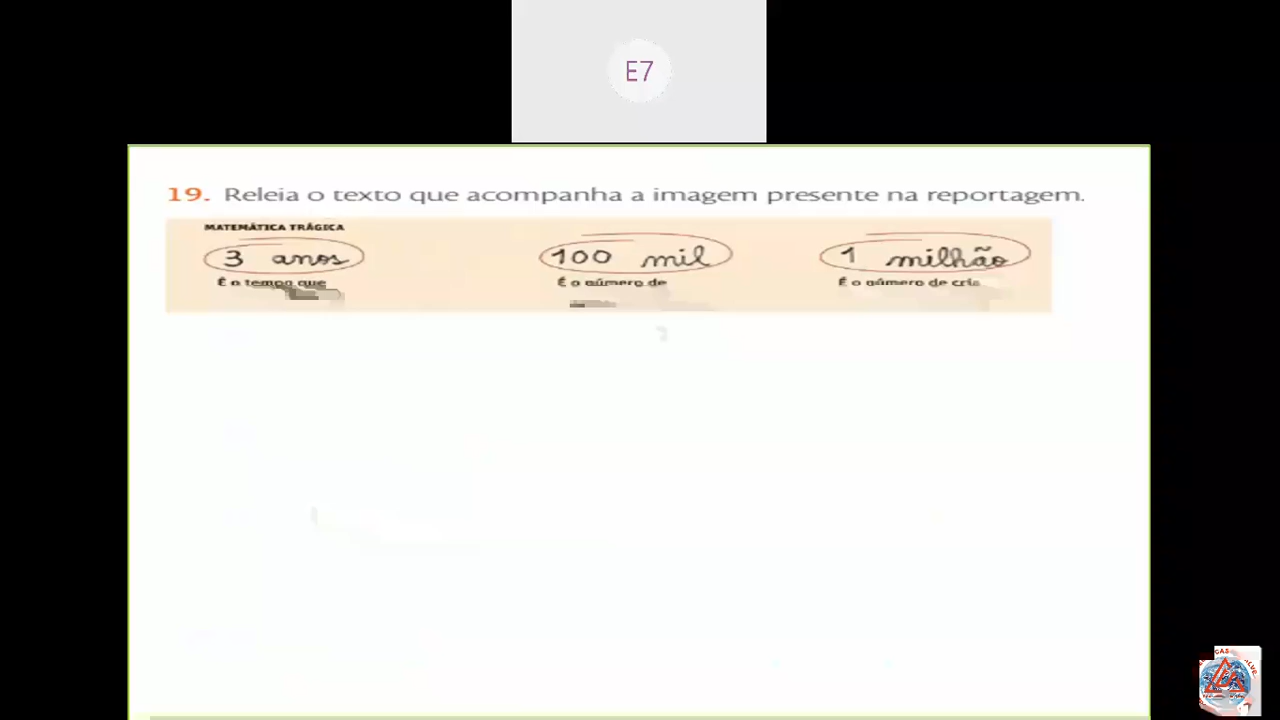 E7
19. Releia o texto que acompanha a imagem presente na reportagem.
MATEMÁTICA TRÁGICA
3 anos 100 mil 1 milhão
É o tempo que É o número de É o número de